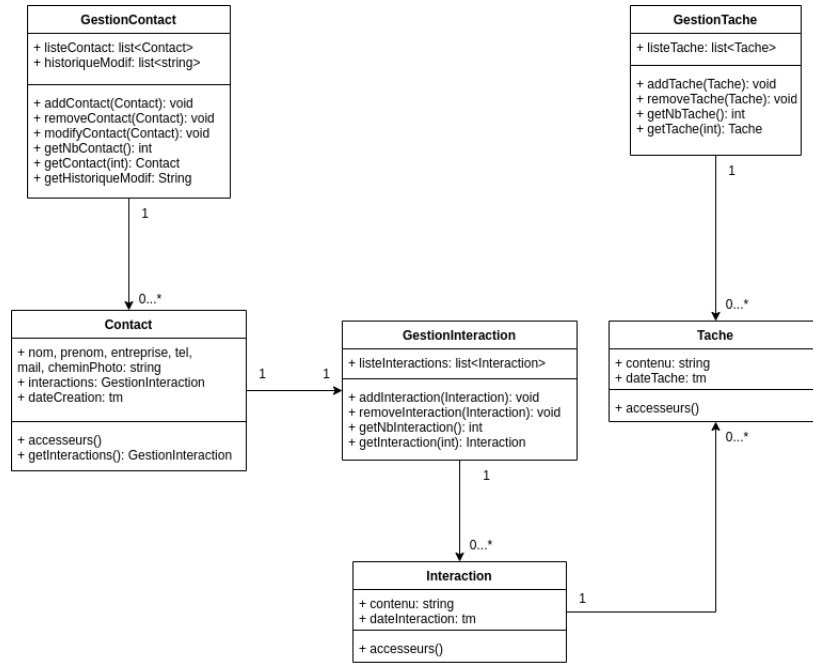 GestionContact
+ listeContact: list<Contact>
+ historiqueModif: list<string>
+ addContact(Contact): void
+ removeContact(Contact): void
+ modifyContact(Contact): void
+ getNbContact(): int
+ getContact(int): Contact
+ getHistoriqueModif: String
1
0...*
GestionTache
+ listeTache: list<Tache>
+ addTache(Tache): void
+ removeTache(Tache): void
+ getNbTache(): int
+ getTache(int): Tache
1
0...*
Contact
+ nom, prenom, entreprise, tel,
mail, cheminPhoto: string
+ interactions: GestionInteraction
+ dateCreation: tm
+ accesseurs()
+ getInteractions(): GestionInteraction
1
1
GestionInteraction
+ listeInteractions: list<Interaction>
+ addInteraction(Interaction): void
+ removeInteraction(Interaction): void
+ getNbInteraction(): int
+ getInteraction(int): Interaction
1
0...*
Tache
+ contenu: string
+ dateTache: tm
+ accesseurs()
0...*
Interaction
+ contenu: string
+ dateInteraction: tm
+ accesseurs()
1